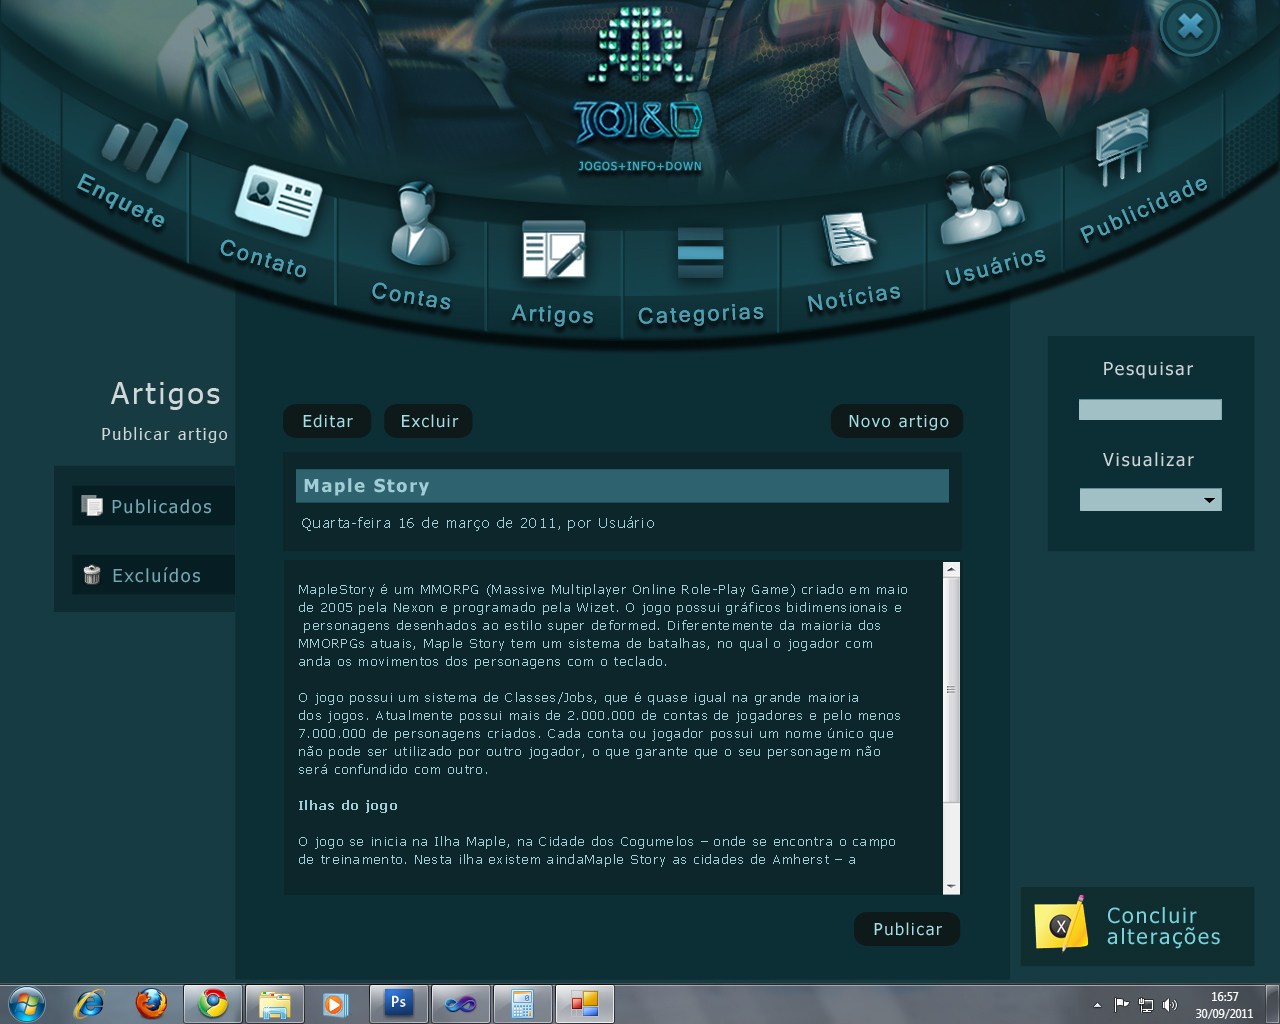 JOI&D
JOGOS+INFO+DOWN
Enquete
Contato
Contas
Artigos
Categorias
Notícias
Usuários
Publicidade
Artigos
Publicar artigo
Publicados
Excluídos
Editar
Excluir
Novo artigo
Maple Story
Quarta-feira 16 de março de 2011, por Usuário
MapleStory é um MMORPG (Massive Multiplayer Online Role-Play Game) criado em maio
de 2005 pela Nexon e programado pela Wizet. O jogo possui gráficos bidimensionais e
personagens desenhados ao estilo super deformed. Diferentemente da maioria dos
MMORPGs atuais, Maple Story tem um sistema de batalhas, no qual o jogador com
anda os movimentos dos personagens com o teclado.
O jogo possui um sistema de Classes/Jobs, que é quase igual na grande maioria
dos jogos. Atualmente possui mais de 2.000.000 de contas de jogadores e pelo menos
7.000.000 de personagens criados. Cada conta ou jogador possui um nome único que
não pode ser utilizado por outro jogador, o que garante que o seu personagem não
será confundido com outro.
Ilhas do jogo
O jogo se inicia na Ilha Maple, na Cidade dos Cogumelos – onde se encontra o campo
de treinamento. Nesta ilha existem aindaMaple Story as cidades de Amherst – a
Publicar
Pesquisar
Visualizar
X
Concluir
alterações
Ps
16:57
30/09/2011